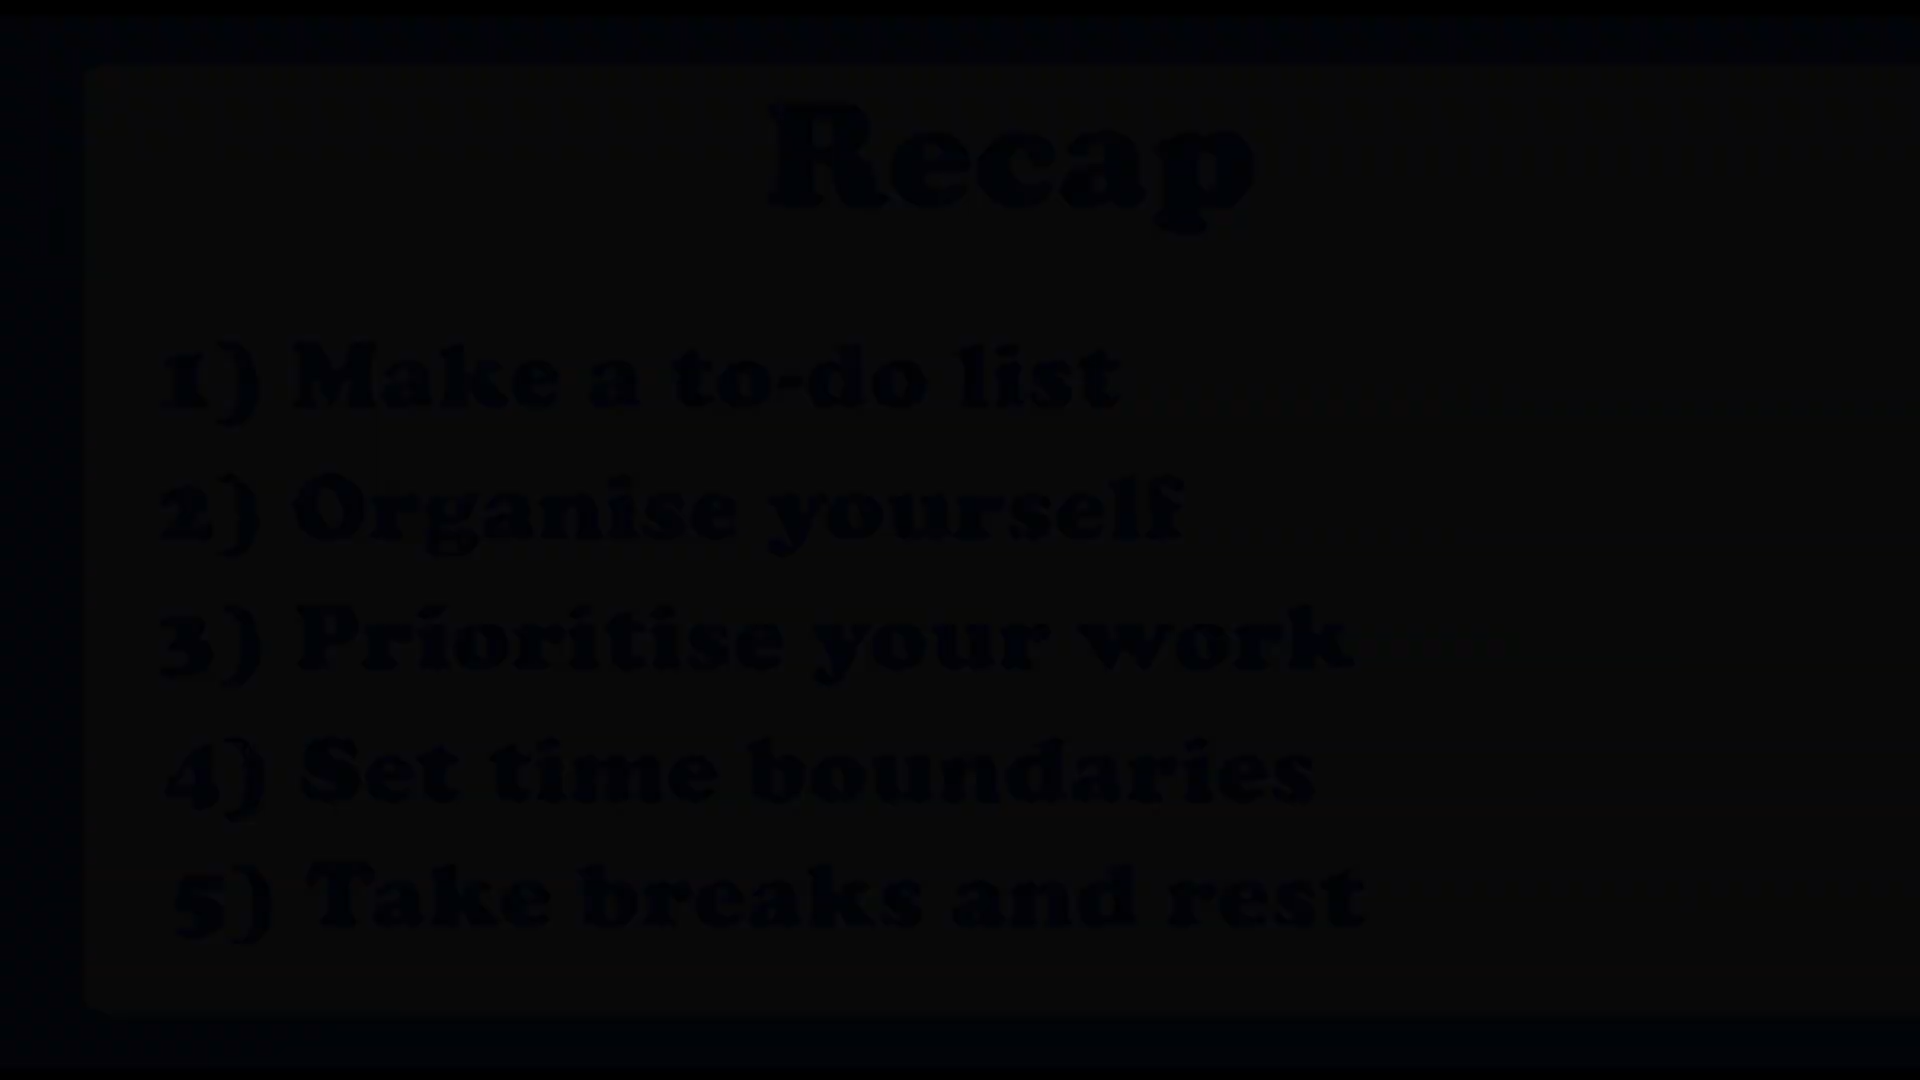 Recap
1) Make a to-do list
2) Organise yourself
3) Prioritise your work
4) Set time boundaries
5) Take breaks and rest